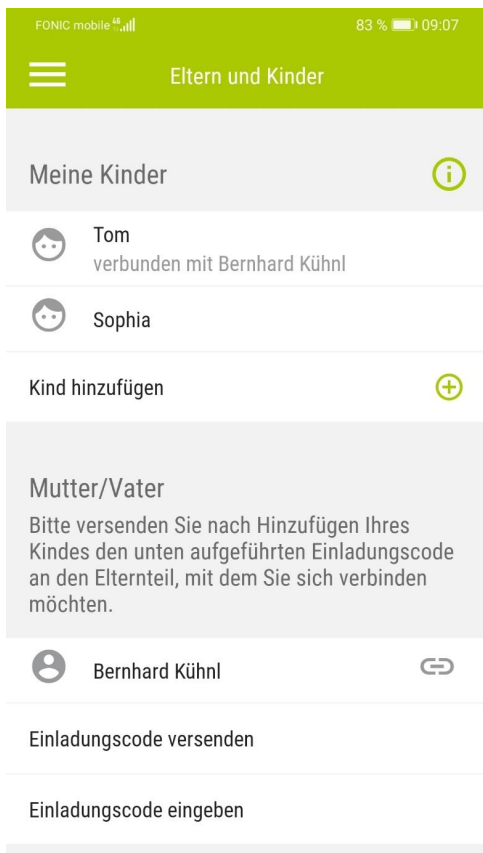 FONIC mobile 83 % 09:07
Eltern und Kinder
Meine Kinder
Tom
verbunden mit Bernhard Kühnl
Sophia
Kind hinzufügen
Mutter/Vater
Bitte versenden Sie nach Hinzufügen Ihres
Kindes den unten aufgeführten Einladungscode
an den Elternteil, mit dem Sie sich verbinden
möchten.
Bernhard Kühnl
Einladungscode versenden
Einladungscode eingeben